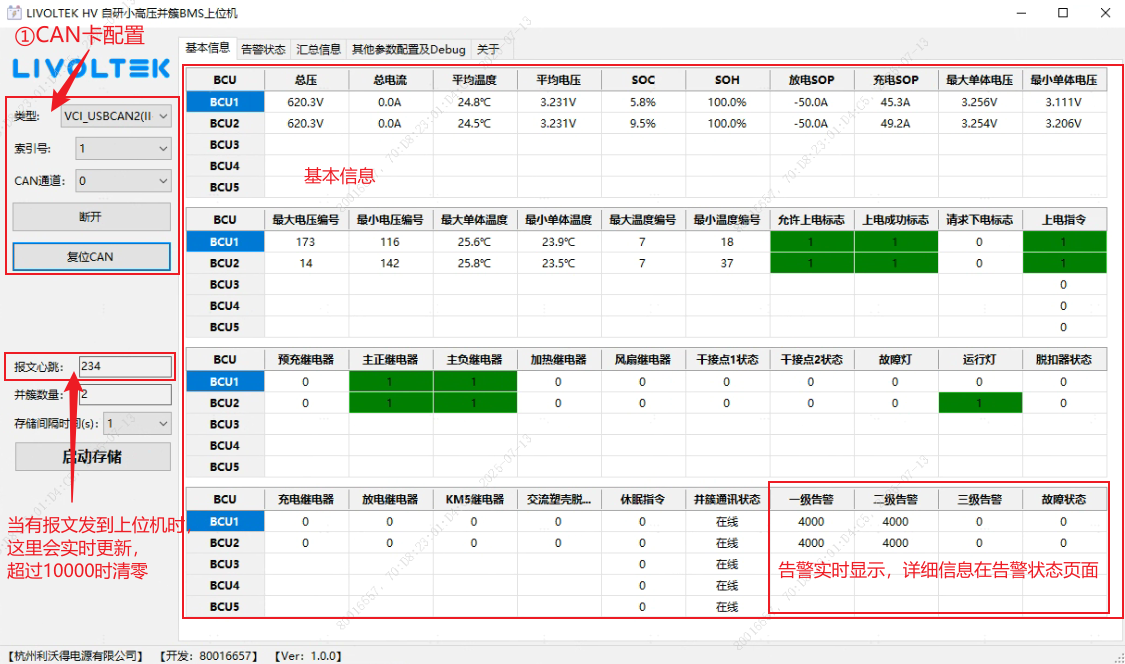 LIVOLTEK HV 自研小高压并簇BMS上位机
①CAN卡配置
LIVOLTEK
类型: VCI_USBCAN2(II
索引号: 1
CAN通道: 0
断开
复位CAN
报文心跳: 234
并簇数量: 2
存储间隔时间(s): 1
启动存储
当有报文发到上位机时,
这里会实时更新,
超过10000时清零
基本信息 告警状态 汇总信息 其他参数配置及Debug 关于
BCU 总压 总电流 平均温度 平均电压 SOC SOH 放电SOP 充电SOP 最大单体电压 最小单体电压
BCU1 620.3V 0.0A 24.8℃ 3.231V 5.8% 100.0% -50.0A 45.3A 3.256V 3.111V
BCU2 620.3V 0.0A 24.5℃ 3.231V 9.5% 100.0% -50.0A 49.2A 3.254V 3.206V
BCU3
BCU4
BCU5
基本信息
BCU 最大电压编号 最小电压编号 最大单体温度 最小单体温度 最大温度编号 最小温度编号 允许上电标志 上电成功标志 请求下电标志 上电指令
BCU1 173 116 25.6℃ 23.9℃ 7 18 1 1 0 1
BCU2 14 142 25.8℃ 23.5℃ 7 37 1 1 0 1
BCU3 0
BCU4 0
BCU5 0
BCU 预充继电器 主正继电器 主负继电器 加热继电器 风扇继电器 干接点1状态 干接点2状态 故障灯 运行灯 脱扣器状态
BCU1 0 1 1 0 0 0 0 0 0 0
BCU2 0 1 1 0 0 0 0 0 1 0
BCU3
BCU4
BCU5
BCU 充电继电器 放电继电器 KM5继电器 交流塑壳脱... 休眠指令 并簇通讯状态 一级告警 二级告警 三级告警 故障状态
BCU1 0 0 0 0 0 在线 4000 4000 0 0
BCU2 0 0 0 0 0 在线 4000 4000 0 0
BCU3 0 在线
BCU4 0 在线
BCU5 0 在线
告警实时显示，详细信息在告警状态页面
【杭州利沃得电源有限公司】 【开发: 80016657】 【Ver: 1.0.0】